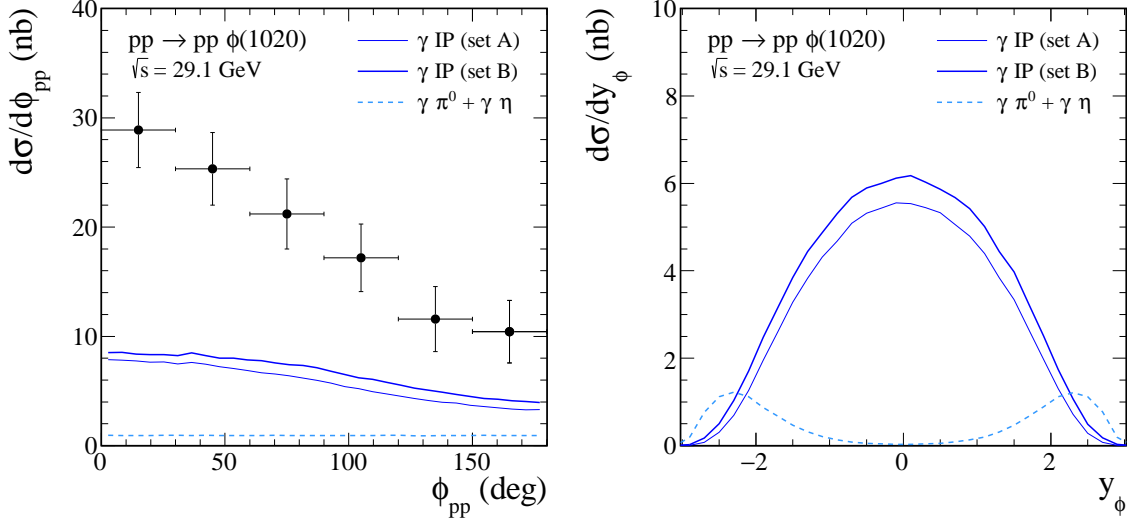 dσ/dϕpp (nb)
40
30
20
10
0
pp → pp ϕ(1020)
√s = 29.1 GeV
γ IP (set A)
γ IP (set B)
γ π⁰ + γ η
0 50 100 150
ϕpp (deg)
dσ/dyϕ (nb)
10
8
6
4
2
0
pp → pp ϕ(1020)
√s = 29.1 GeV
γ IP (set A)
γ IP (set B)
γ π⁰ + γ η
−2 0 2
yϕ